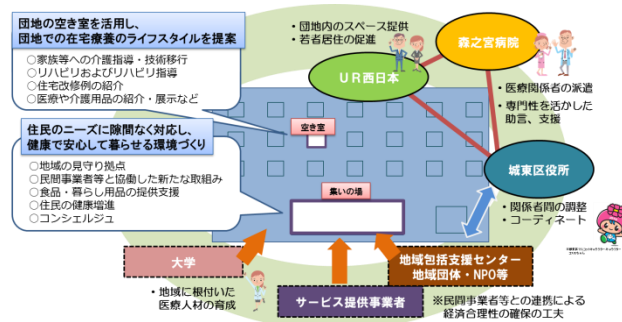 団地の空き室を活用し、
団地での在宅療養のライフスタイルを提案
○家族等への介護指導・技術移行
○リハビリおよびリハビリ指導
○住宅改修例の紹介
○医療や介護用品の紹介・展示など
住民のニーズに隙間なく対応し、
健康で安心して暮らせる環境づくり
○地域の見守り拠点
○民間事業者等と協働した新たな取組み
○食品・暮らし用品の提供支援
○住民の健康増進
○コンシェルジュ
・団地内のスペース提供
・若者居住の促進
森之宮病院
UR西日本
・医療関係者の派遣
・専門性を活かした
助言、支援
空き室
城東区役所
・関係者間の調整
・コーディネート
集いの場
大学
・地域に根付いた
医療人材の育成
サービス提供事業者
地域包括支援センター
地域団体・NPO等
※民間事業者等との連携による
経済合理性の確保の工夫